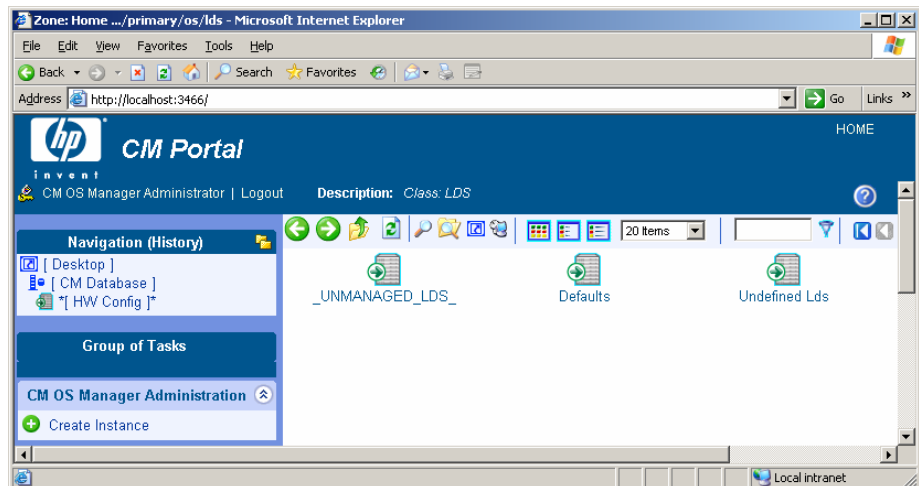 Zone: Home .../primary/os/lds - Microsoft Internet Explorer
File Edit View Favorites Tools Help
Back Search Favorites
Address http://localhost:3466/ Go Links »
hp
invent
CM Portal
HOME
CM OS Manager Administrator | Logout Description: Class: LDS
Navigation (History)
[ Desktop ]
[ CM Database ]
*[ HW Config ]*
20 Items
_UNMANAGED_LDS_ Defaults Undefined Lds
Group of Tasks
CM OS Manager Administration
Create Instance
Local intranet